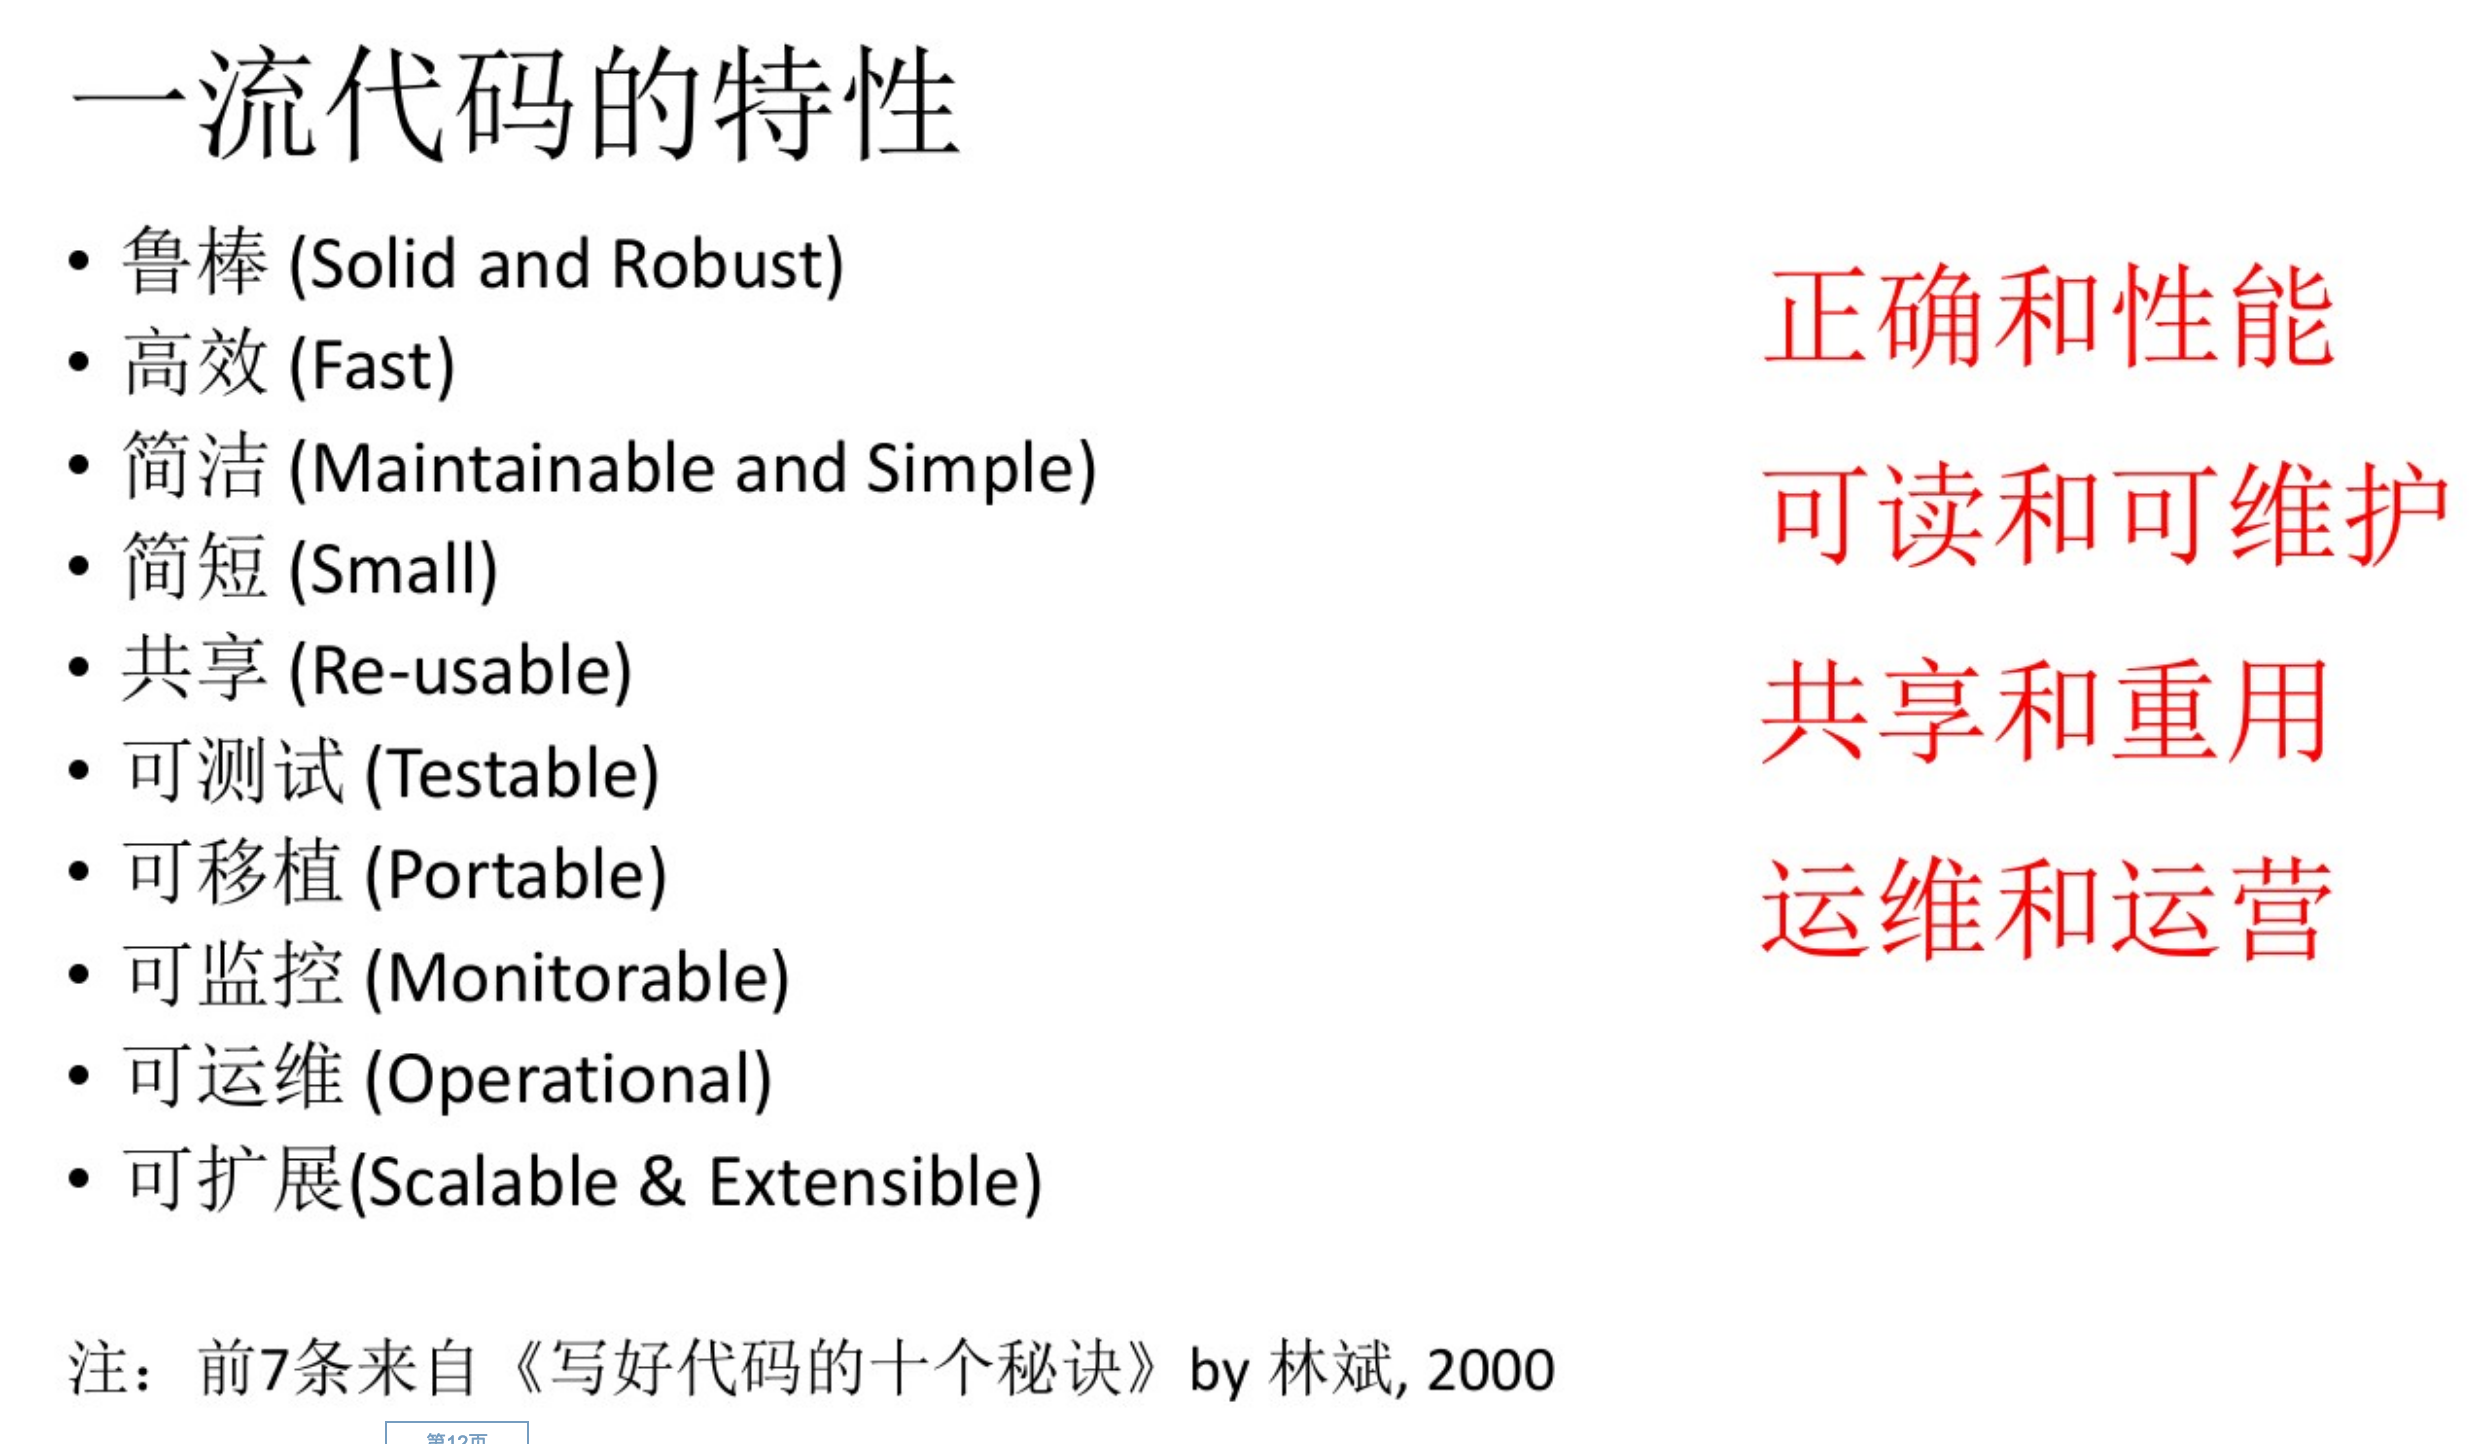 一流代码的特性
• 鲁棒 (Solid and Robust)
• 高效 (Fast)
• 简洁 (Maintainable and Simple)
• 简短 (Small)
• 共享 (Re-usable)
• 可测试 (Testable)
• 可移植 (Portable)
• 可监控 (Monitorable)
• 可运维 (Operational)
• 可扩展(Scalable & Extensible)
正确和性能
可读和可维护
共享和重用
运维和运营
注： 前7条来自《写好代码的十个秘诀》by 林斌, 2000
第12页